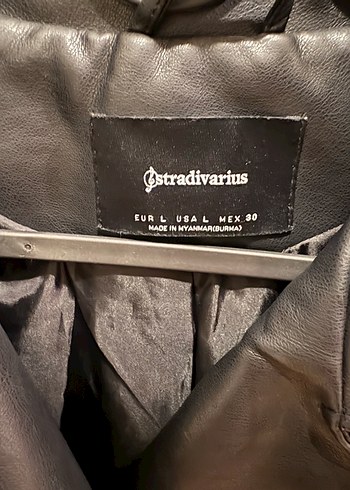 stradivarius
EUR L USA L MEX 30
MADE IN MYANMAR(BURMA)